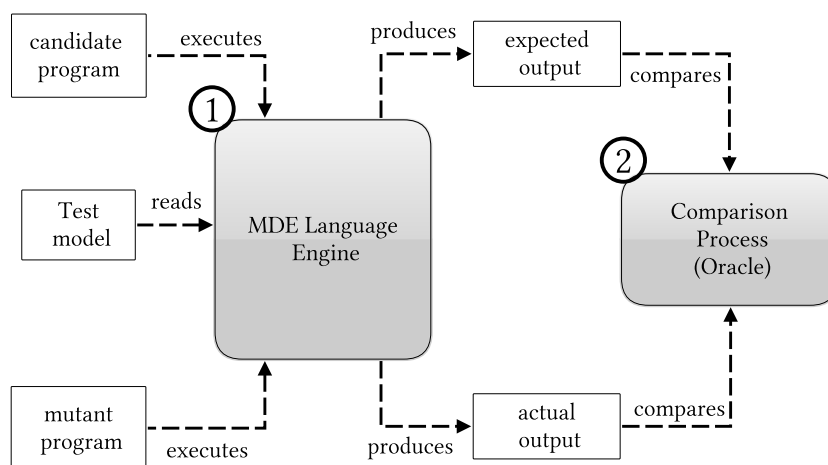 candidate
program
executes
produces
expected
output
compares
1
2
Test
model
reads
MDE Language
Engine
Comparison
Process
(Oracle)
mutant
program
executes
produces
actual
output
compares